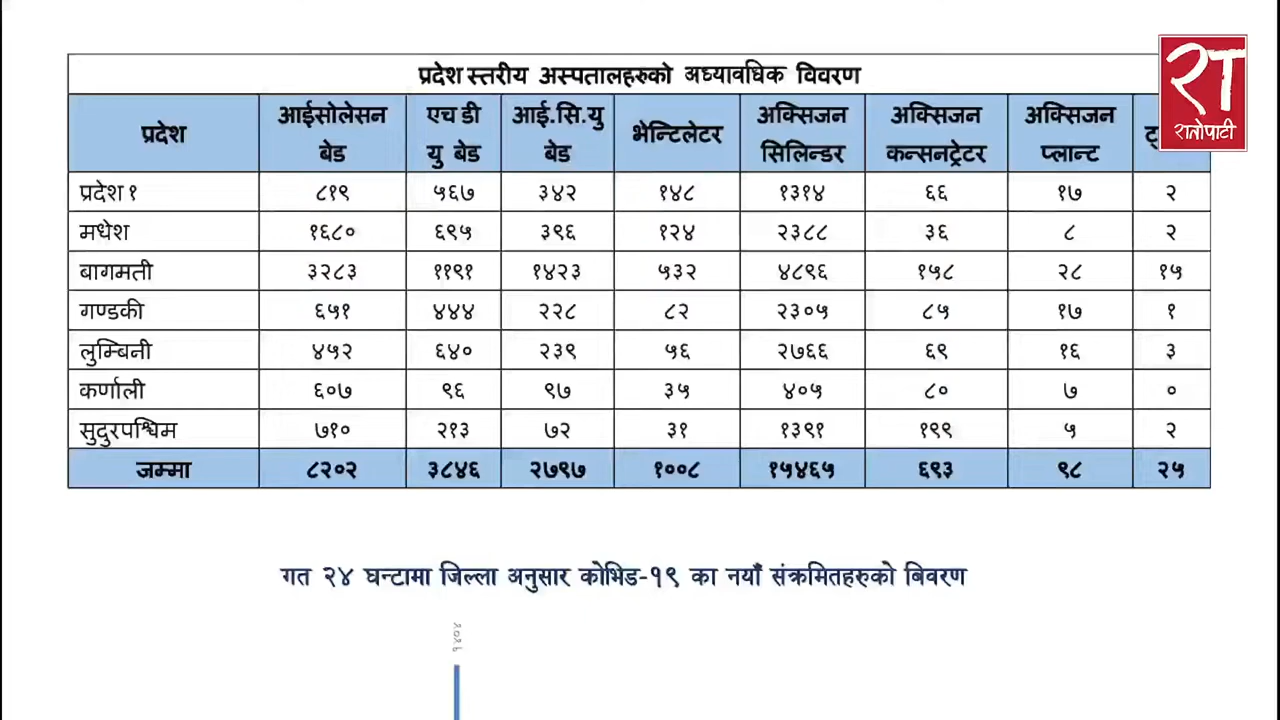 प्रदेश स्तरीय अस्पतालहरुको अध्यावधिक विवरण
रातोपाटी
प्रदेश आईसोलेसन बेड एच डी यु बेड आई.सि.यु बेड भेन्टिलेटर अक्सिजन सिलिन्डर अक्सिजन कन्सनट्रेटर अक्सिजन प्लान्ट
प्रदेश १ ८१९ ५६७ ३४२ १४८ १३१४ ६६ १७ २
मधेश १६८० ६९५ ३९६ १२४ २३८८ ३६ ८ २
बागमती ३२८३ ११९१ १४२३ ५३२ ४८९६ १५८ २८ १५
गण्डकी ६५१ ४४४ २२८ ८२ २३०५ ८५ १७ १
लुम्बिनी ४५२ ६४० २३९ ५६ २७६६ ६९ १६ ३
कर्णाली ६०७ ९६ ९७ ३५ ४०५ ८० ७ ०
सुदुरपश्चिम ७१० २१३ ७२ ३१ १३९१ १९९ ५ २
जम्मा ८२०२ ३८४६ २७९७ १००८ १५४६५ ६९३ ९८ २५
गत २४ घन्टामा जिल्ला अनुसार कोभिड-१९ का नयाँ संक्रमितहरुको बिवरण